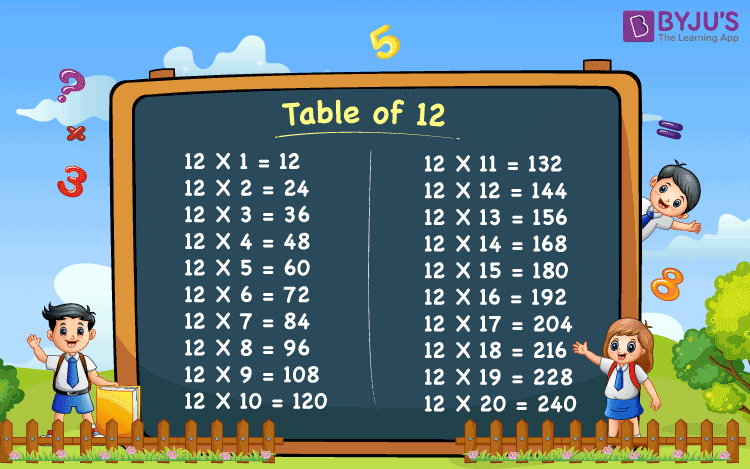 BYJU'S
The Learning App
5
?
×
3
=
8
Table of 12
12 X 1 = 12
12 X 2 = 24
12 X 3 = 36
12 X 4 = 48
12 X 5 = 60
12 X 6 = 72
12 X 7 = 84
12 X 8 = 96
12 X 9 = 108
12 X 10 = 120
12 X 11 = 132
12 X 12 = 144
12 X 13 = 156
12 X 14 = 168
12 X 15 = 180
12 X 16 = 192
12 X 17 = 204
12 X 18 = 216
12 X 19 = 228
12 X 20 = 240